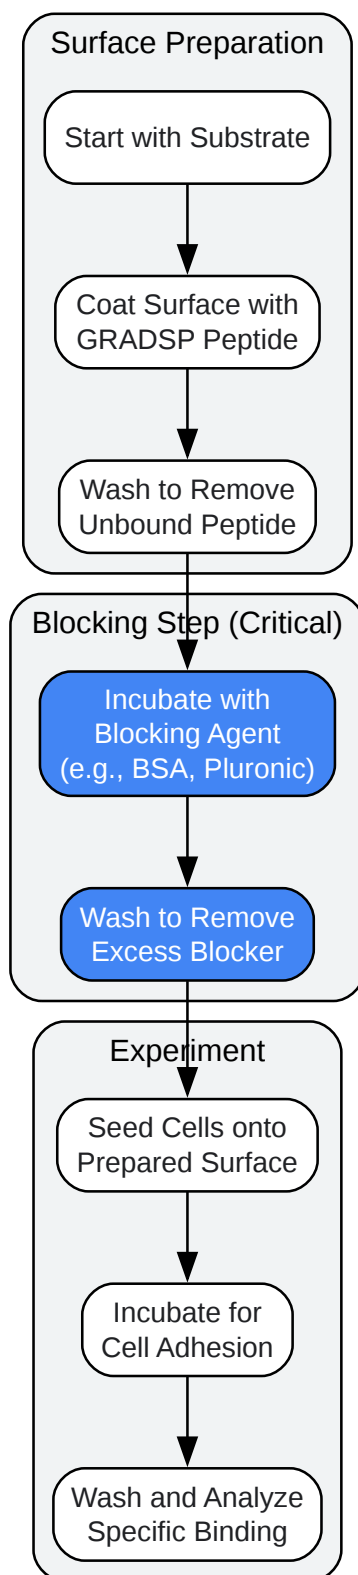 Surface Preparation
Start with Substrate
Coat Surface with
GRADSP Peptide
Wash to Remove
Unbound Peptide
Blocking Step (Critical)
Incubate with
Blocking Agent
(e.g., BSA, Pluronic)
Wash to Remove
Excess Blocker
Experiment
Seed Cells onto
Prepared Surface
Incubate for
Cell Adhesion
Wash and Analyze
Specific Binding